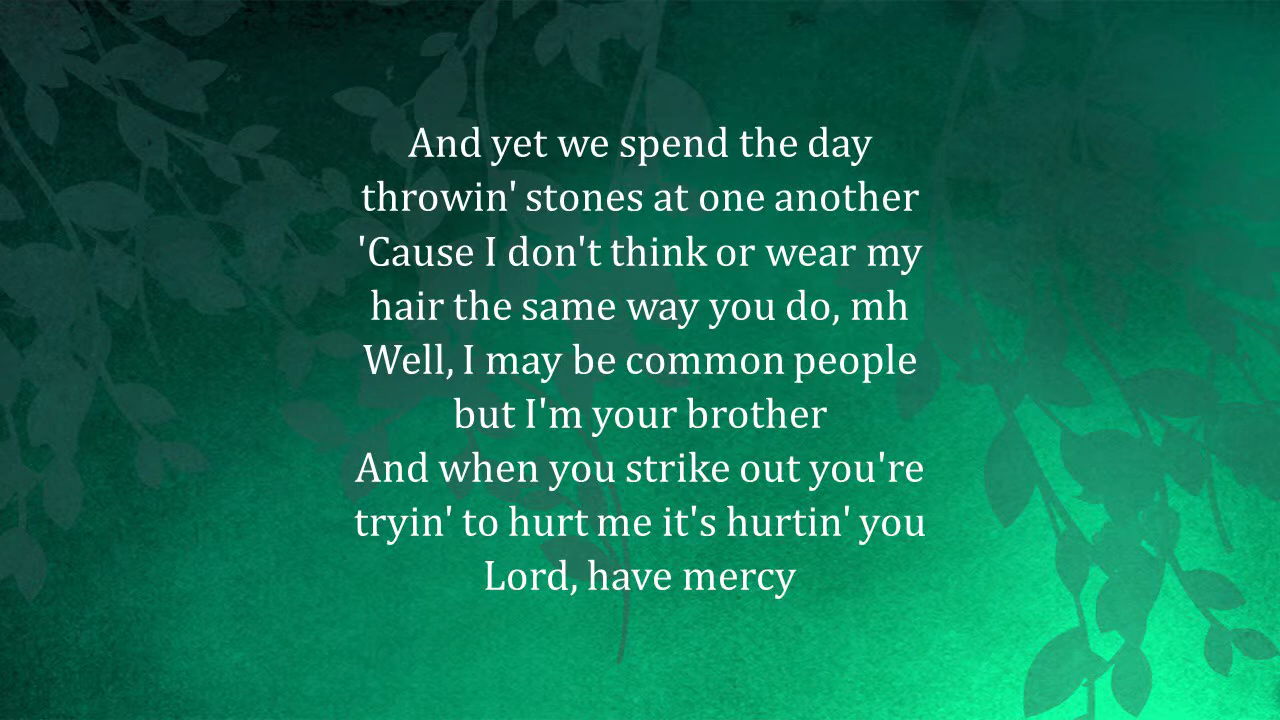 And yet we spend the day
throwin' stones at one another
'Cause I don't think or wear my
hair the same way you do, mh
Well, I may be common people
but I'm your brother
And when you strike out you're
tryin' to hurt me it's hurtin' you
Lord, have mercy